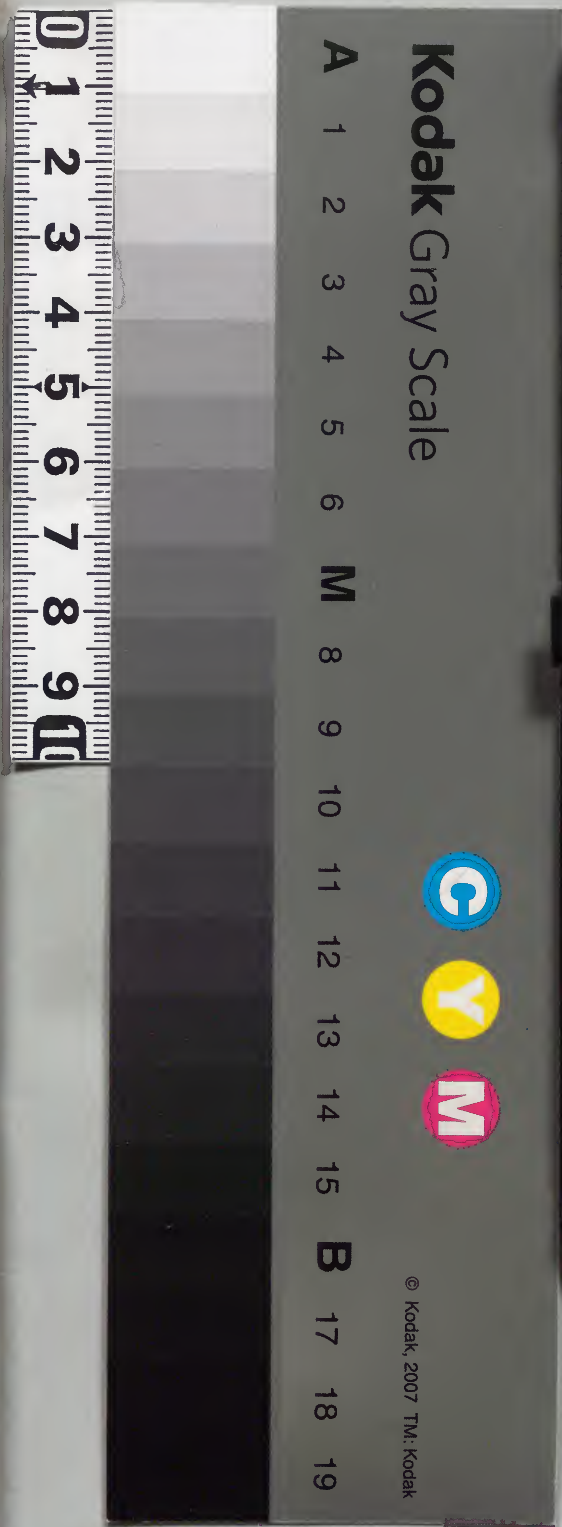 Kodak Gray Scale
C Y M
© Kodak, 2007 TM: Kodak
A 1 2 3 4 5 6 M 8 9 10 11 12 13 14 15 B 17 18 19
0 1 2 3 4 5 6 7 8 9 10